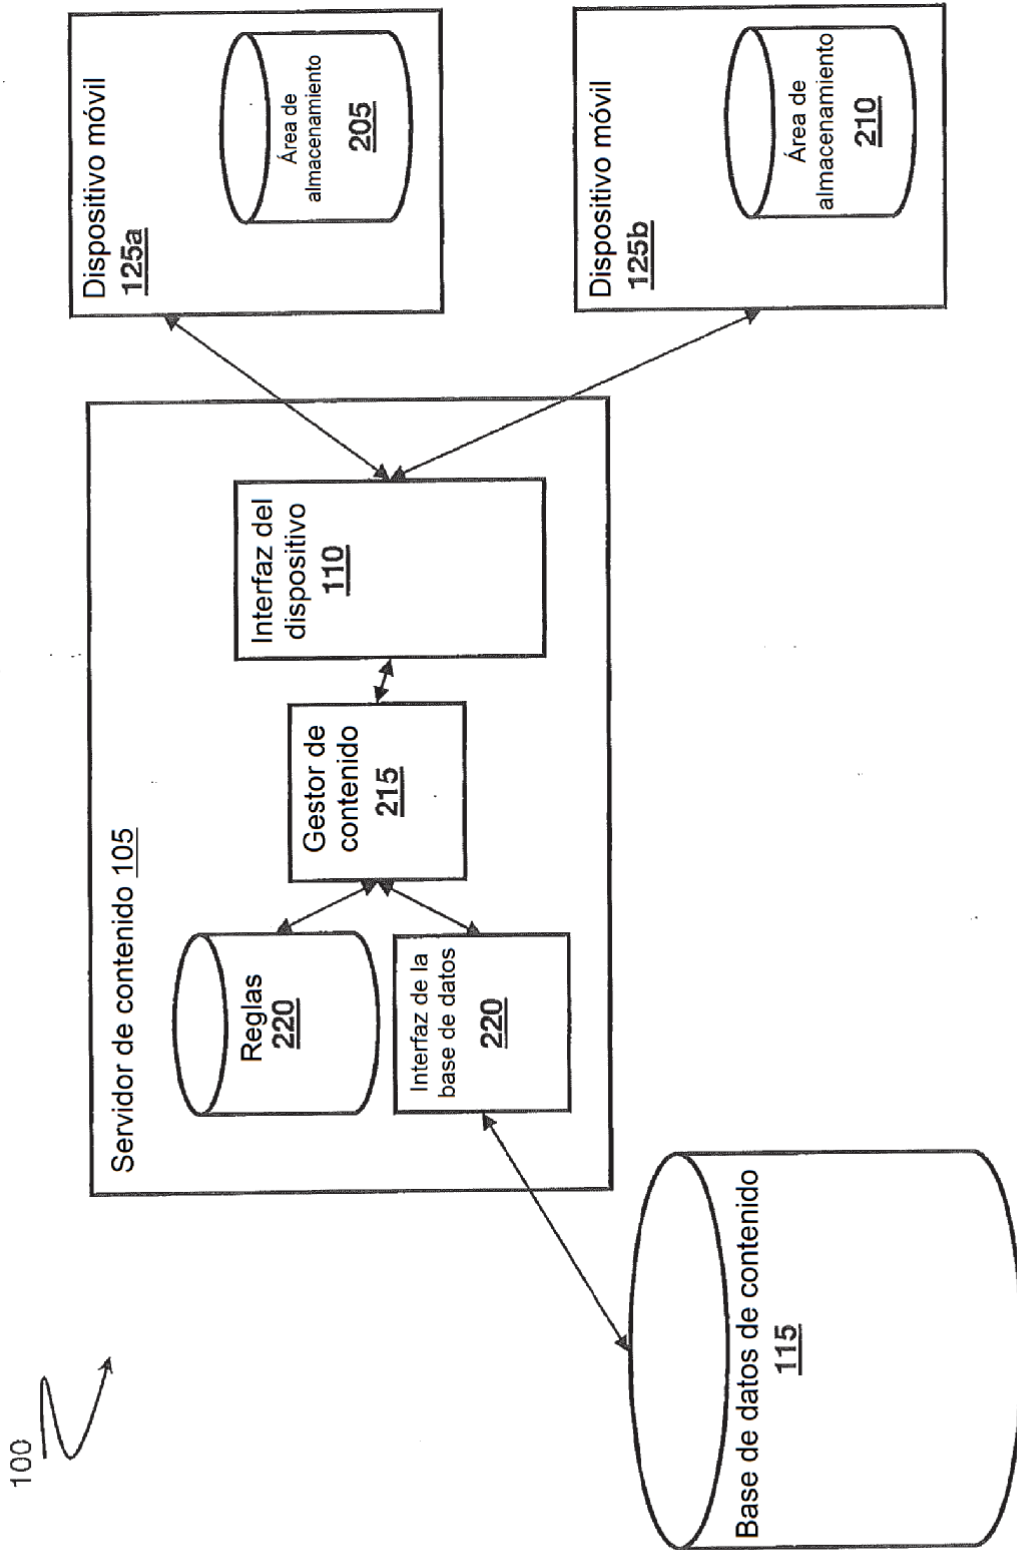 100
Servidor de contenido 105
Reglas
220
Interfaz de la
base de datos
220
Gestor de
contenido
215
Interfaz del
dispositivo
110
Dispositivo móvil
125a
Área de
almacenamiento
205
Dispositivo móvil
125b
Área de
almacenamiento
210
Base de datos de contenido
115